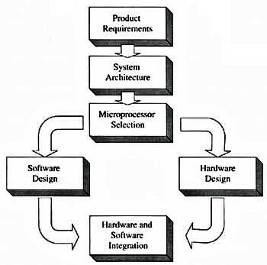 Product
Requirements
System
Architecture
Microprocessor
Selection
Software
Design
Hardware
Design
Hardware and
Software
Integration